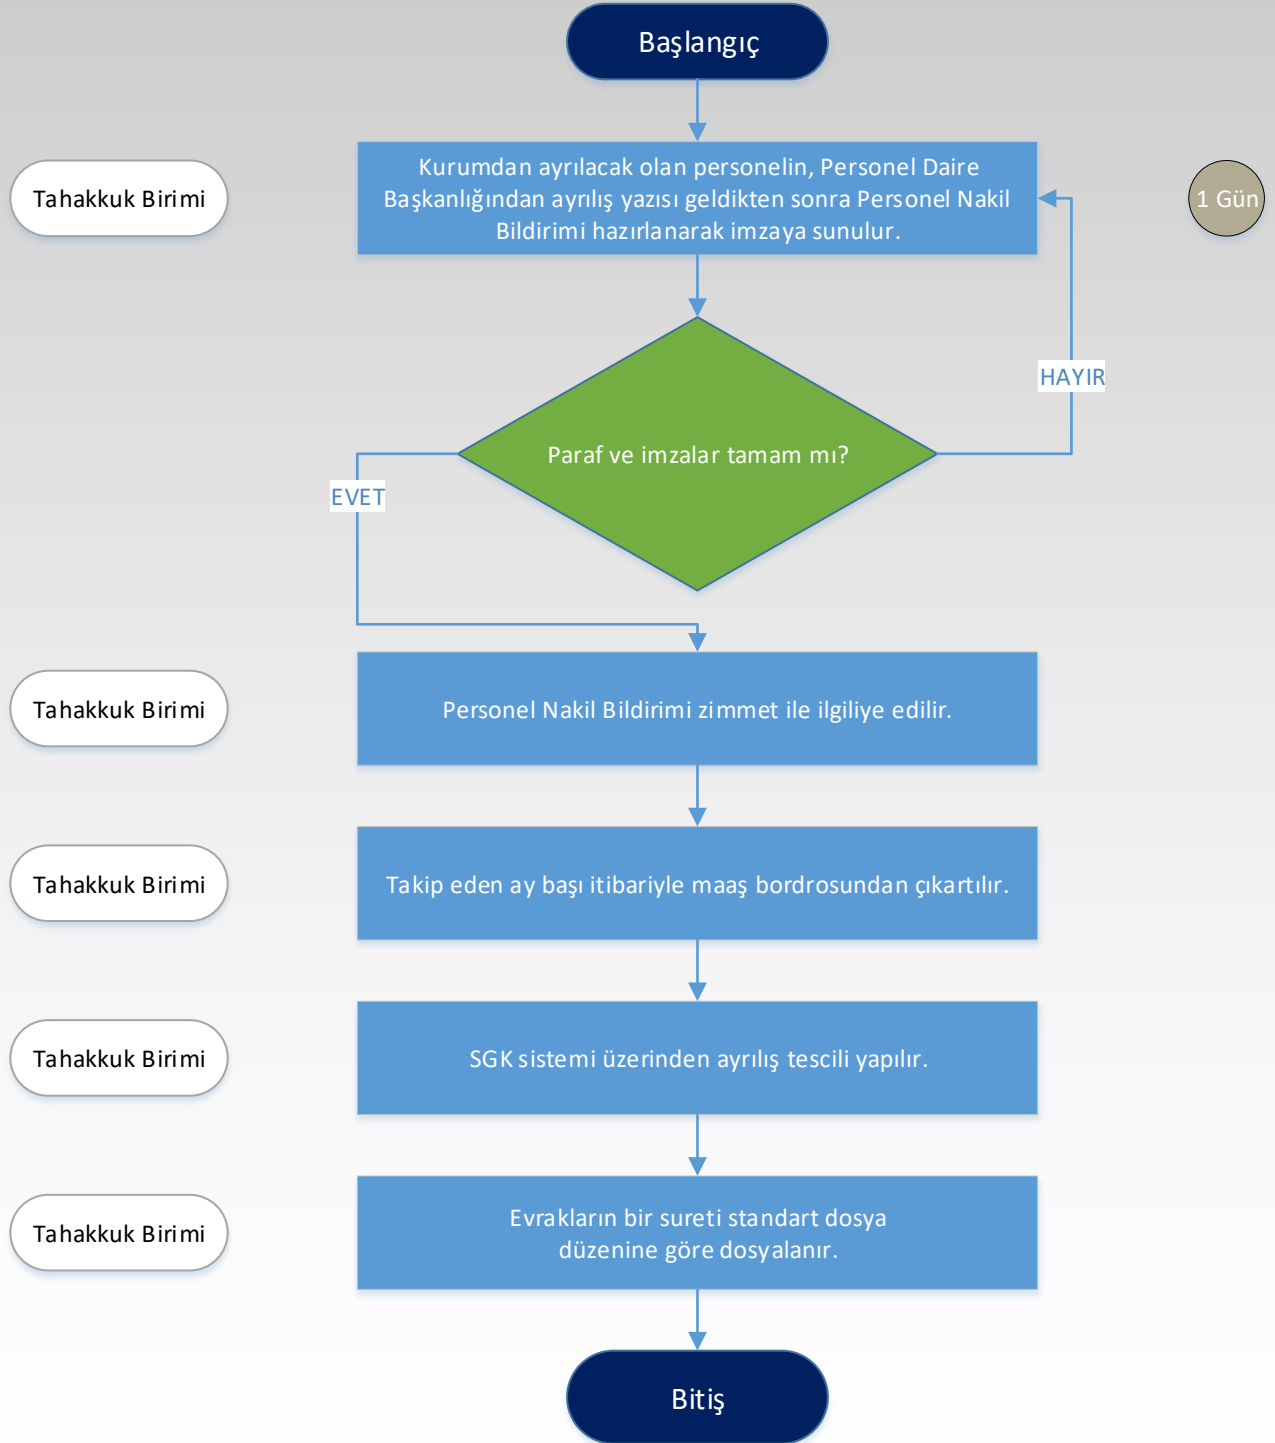 Başlangıç
Tahakkuk Birimi
Kurumdan ayrılacak olan personelin, Personel Daire
Başkanlığından ayrılış yazısı geldikten sonra Personel Nakil
Bildirimi hazırlanarak imzaya sunulur.
1 Gün
HAYIR
Paraf ve imzalar tamam mı?
EVET
Tahakkuk Birimi
Personel Nakil Bildirimi zimmet ile ilgiliye edilir.
Tahakkuk Birimi
Takip eden ay başı itibariyle maaş bordrosundan çıkartılır.
Tahakkuk Birimi
SGK sistemi üzerinden ayrılış tescili yapılır.
Tahakkuk Birimi
Evrakların bir sureti standart dosya
düzenine göre dosyalanır.
Bitiş